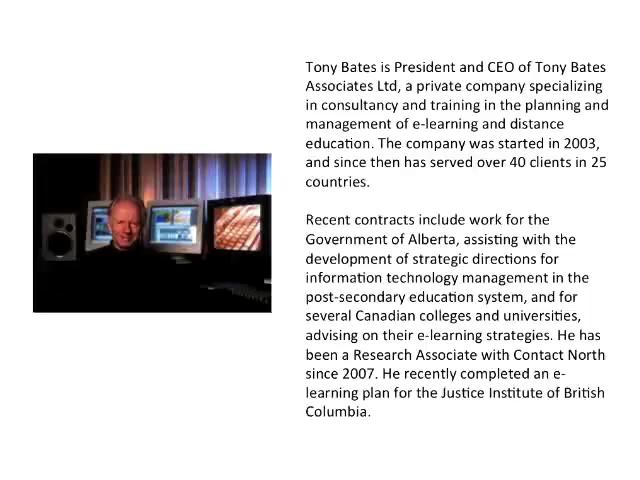 Tony Bates is President and CEO of Tony Bates
Associates Ltd, a private company specializing
in consultancy and training in the planning and
management of e-learning and distance
education. The company was started in 2003,
and since then has served over 40 clients in 25
countries.
Recent contracts include work for the
Government of Alberta, assisting with the
development of strategic directions for
information technology management in the
post-secondary education system, and for
several Canadian colleges and universities,
advising on their e-learning strategies. He has
been a Research Associate with Contact North
since 2007. He recently completed an e-
learning plan for the Justice Institute of British
Columbia.